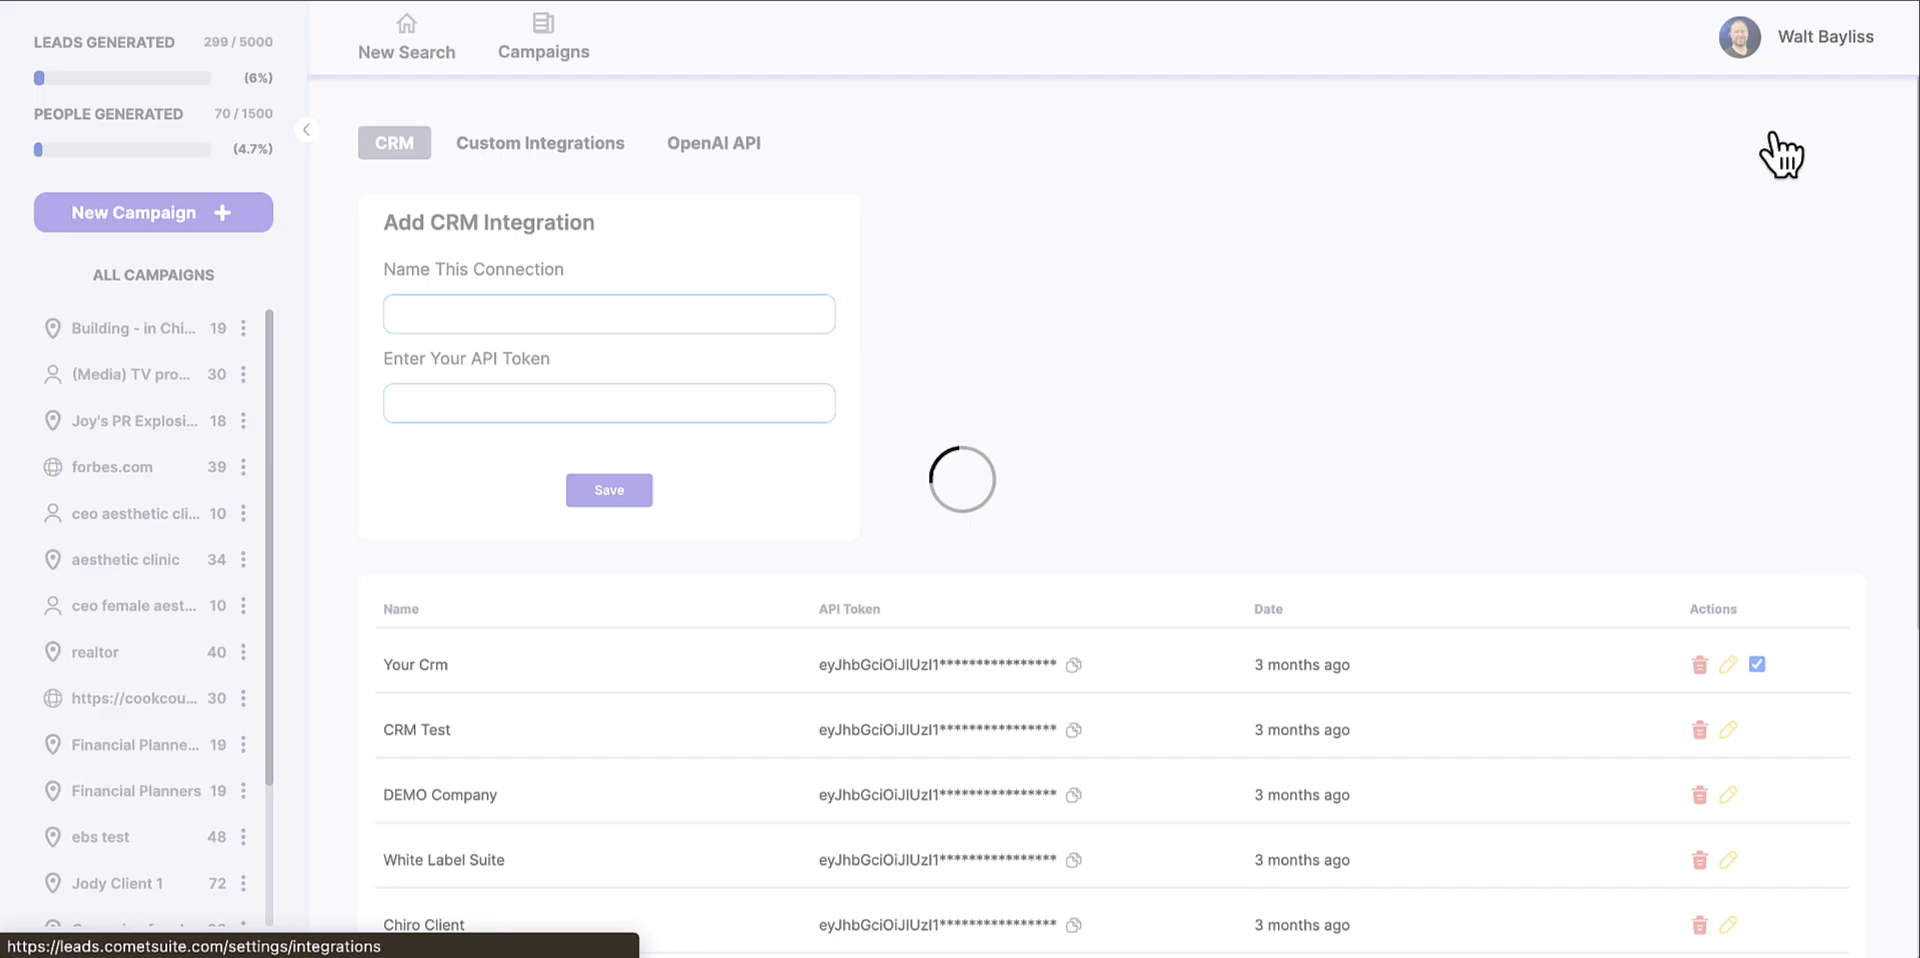 LEADS GENERATED 299 / 5000
(6%)
PEOPLE GENERATED 70 / 1500
(4.7%)
New Campaign +
ALL CAMPAIGNS
Building - in Chi... 19
(Media) TV pro... 30
Joy's PR Explosi... 18
forbes.com 39
ceo aesthetic cli... 10
aesthetic clinic 34
ceo female aest... 10
realtor 40
https://cookcou... 30
Financial Planne... 19
Financial Planners 19
ebs test 48
Jody Client 1 72
https://leads.cometsuite.com/settings/integrations
New Search Campaigns
Walt Bayliss
CRM Custom Integrations OpenAI API
Add CRM Integration
Name This Connection
Enter Your API Token
Save
Name API Token Date Actions
Your Crm eyJhbGciOiJIUzI1**************** 3 months ago
CRM Test eyJhbGciOiJIUzI1**************** 3 months ago
DEMO Company eyJhbGciOiJIUzI1**************** 3 months ago
White Label Suite eyJhbGciOiJIUzI1**************** 3 months ago
Chiro Client eyJhbGciOiJIUzI1**************** 3 months ago